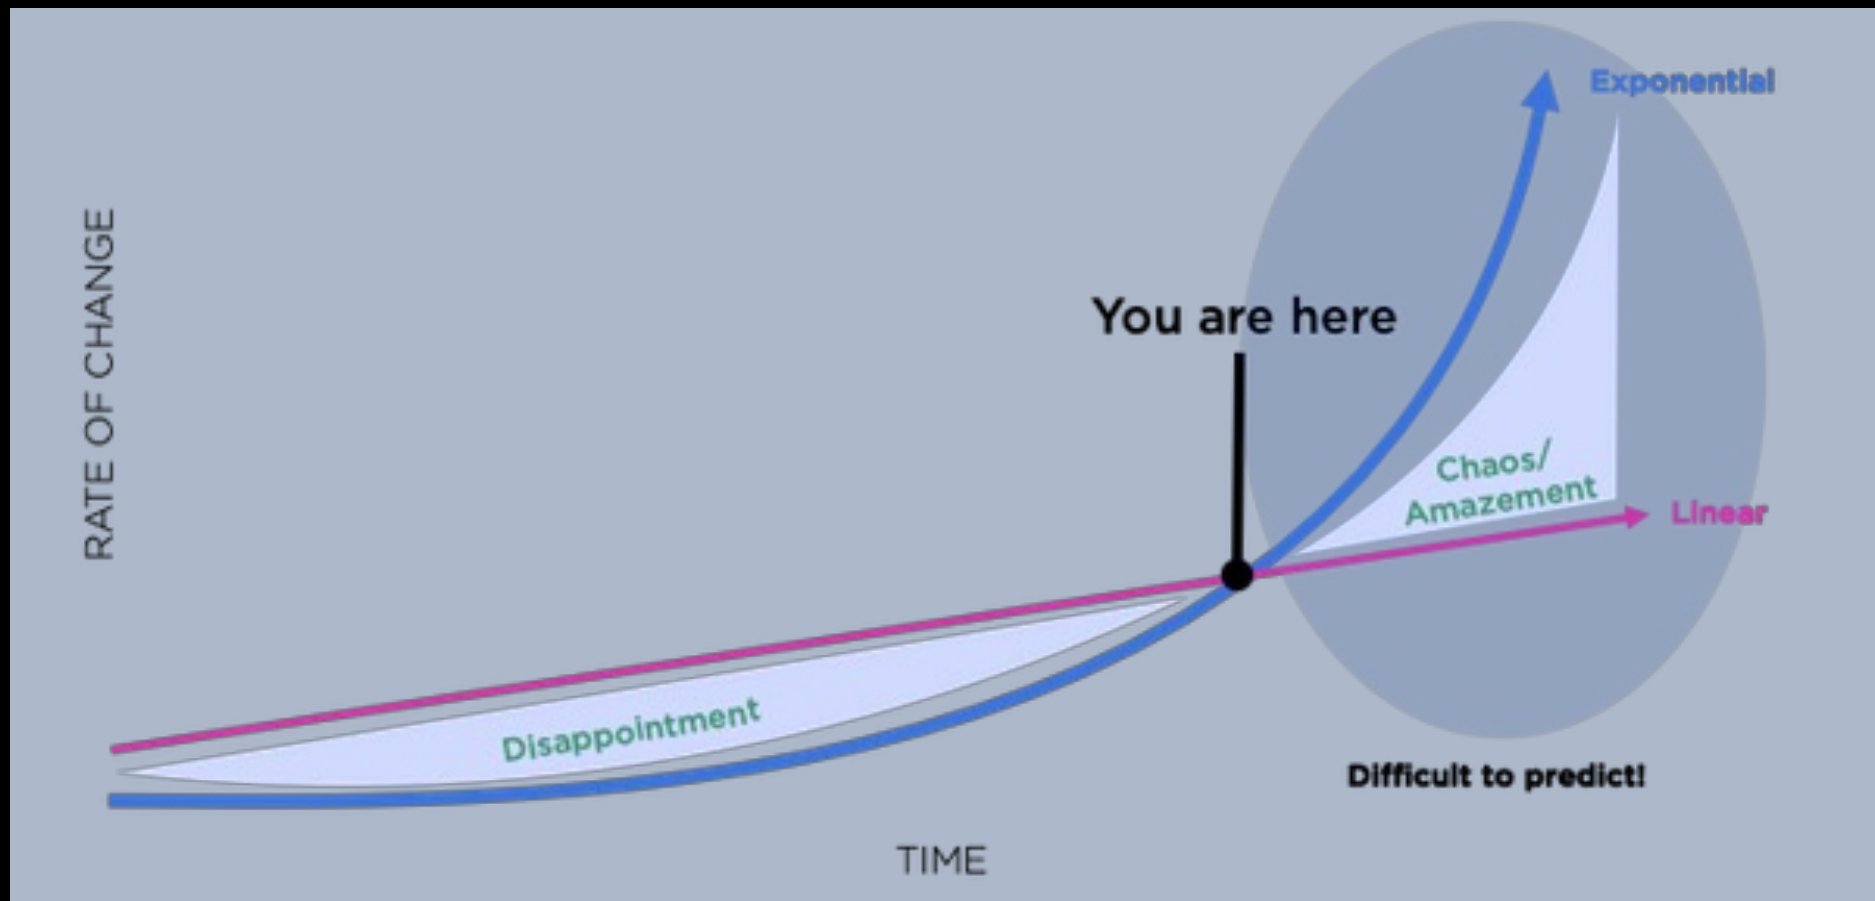 Exponential
RATE OF CHANGE
You are here
Chaos/
Amazement
Linear
Disappointment
Difficult to predict!
TIME